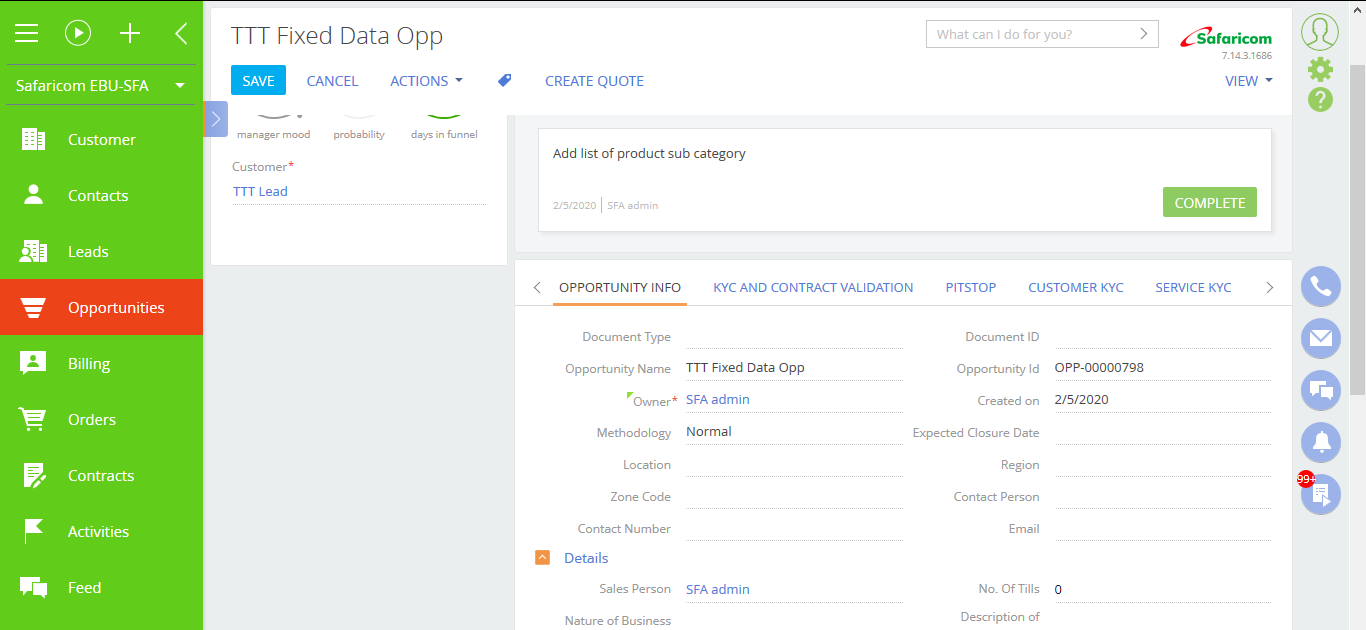 TTT Fixed Data Opp
What can I do for you?
Safaricom
7.14.3.1686
SAVE
CANCEL
ACTIONS
CREATE QUOTE
VIEW
Safaricom EBU-SFA
Customer
Contacts
Leads
Opportunities
Billing
Orders
Contracts
Activities
Feed
manager mood
probability
days in funnel
Customer*
TTT Lead
Add list of product sub category
2/5/2020 | SFA admin
COMPLETE
OPPORTUNITY INFO
KYC AND CONTRACT VALIDATION
PITSTOP
CUSTOMER KYC
SERVICE KYC
Document Type
Document ID
Opportunity Name TTT Fixed Data Opp
Opportunity Id OPP-00000798
Owner* SFA admin
Created on 2/5/2020
Methodology Normal
Expected Closure Date
Location
Region
Zone Code
Contact Person
Contact Number
Email
Details
Sales Person SFA admin
No. Of Tills 0
Nature of Business
Description of
?
99+